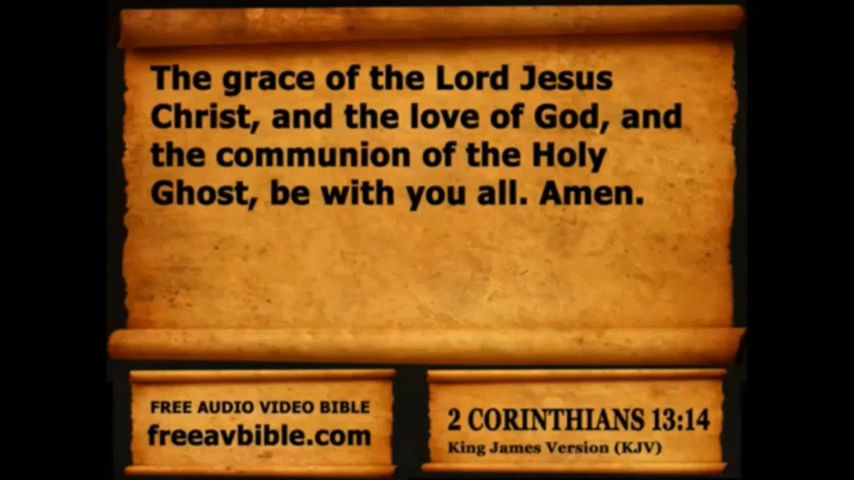 The grace of the Lord Jesus
Christ, and the love of God, and
the communion of the Holy
Ghost, be with you all. Amen.
FREE AUDIO VIDEO BIBLE
freeavbible.com
2 CORINTHIANS 13:14
King James Version (KJV)